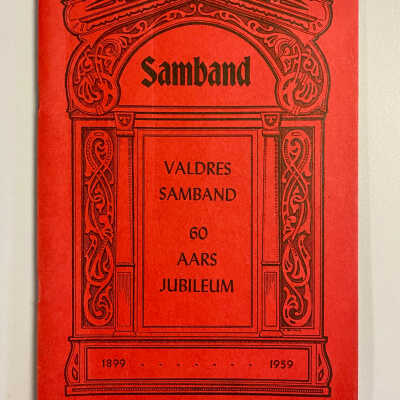 Samband
VALDRES
SAMBAND
60
AARS
JUBILEUM
1899 . . . . . . . 1959